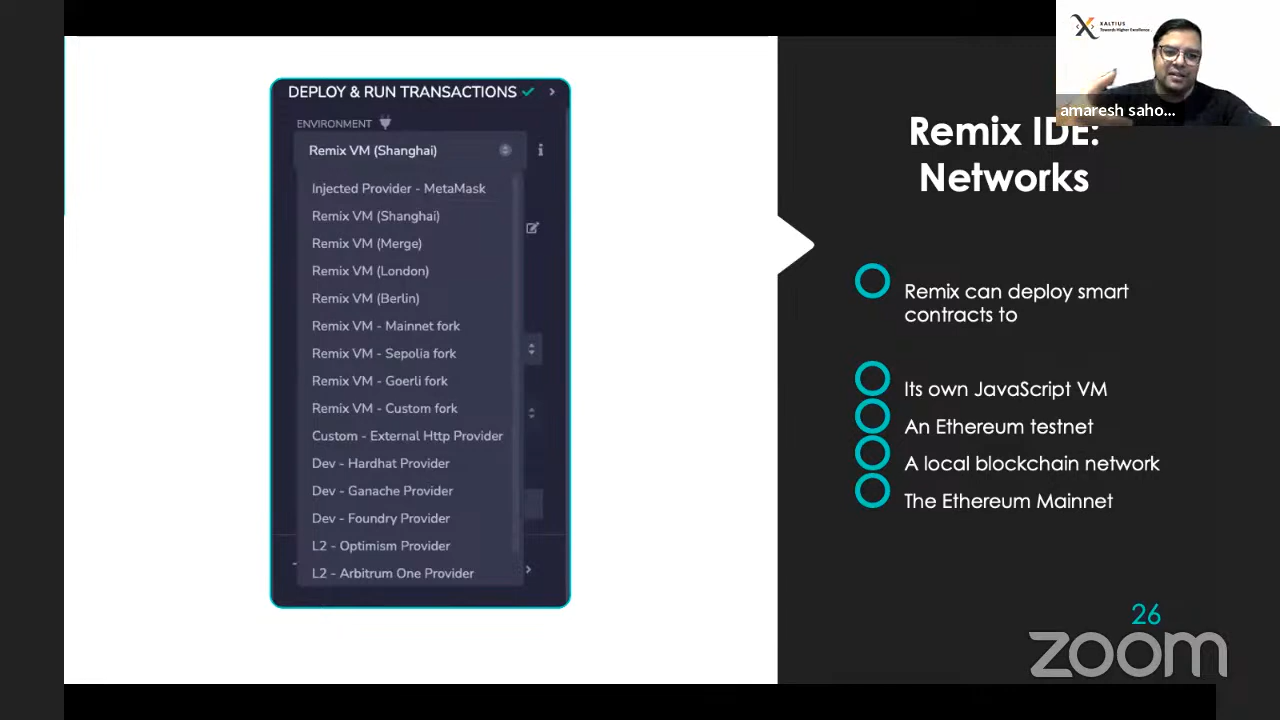 DEPLOY & RUN TRANSACTIONS
ENVIRONMENT
Remix VM (Shanghai)
Injected Provider - MetaMask
Remix VM (Shanghai)
Remix VM (Merge)
Remix VM (London)
Remix VM (Berlin)
Remix VM - Mainnet fork
Remix VM - Sepolia fork
Remix VM - Goerli fork
Remix VM - Custom fork
Custom - External Http Provider
Dev - Hardhat Provider
Dev - Ganache Provider
Dev - Foundry Provider
L2 - Optimism Provider
L2 - Arbitrum One Provider
XALTIUS
Towards Higher Excellence
amaresh saho...
Remix IDE:
Networks
Remix can deploy smart
contracts to
Its own JavaScript VM
An Ethereum testnet
A local blockchain network
The Ethereum Mainnet
26
zoom